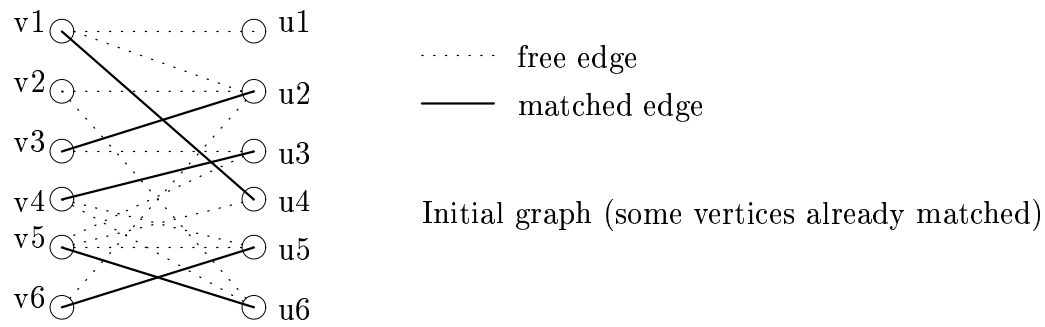 v1
v2
v3
v4
v5
v6
u1
u2
u3
u4
u5
u6
free edge
matched edge
Initial graph (some vertices already matched)